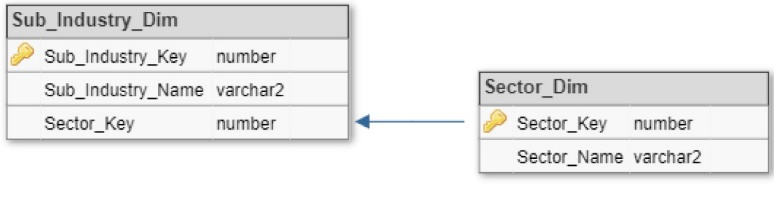 Sub_Industry_Dim
Sub_Industry_Key number
Sub_Industry_Name varchar2
Sector_Key number
Sector_Dim
Sector_Key number
Sector_Name varchar2